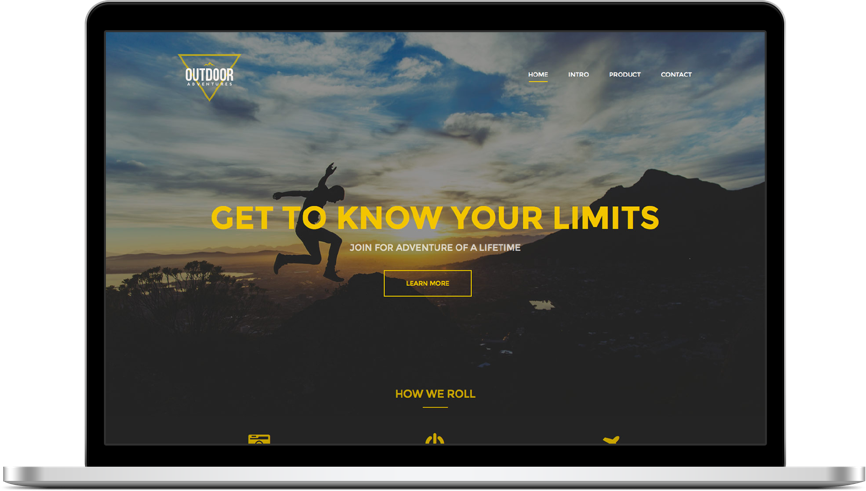 OUTDOOR
ADVENTURES
HOME INTRO PRODUCT CONTACT
GET TO KNOW YOUR LIMITS
JOIN FOR ADVENTURE OF A LIFETIME
LEARN MORE
HOW WE ROLL